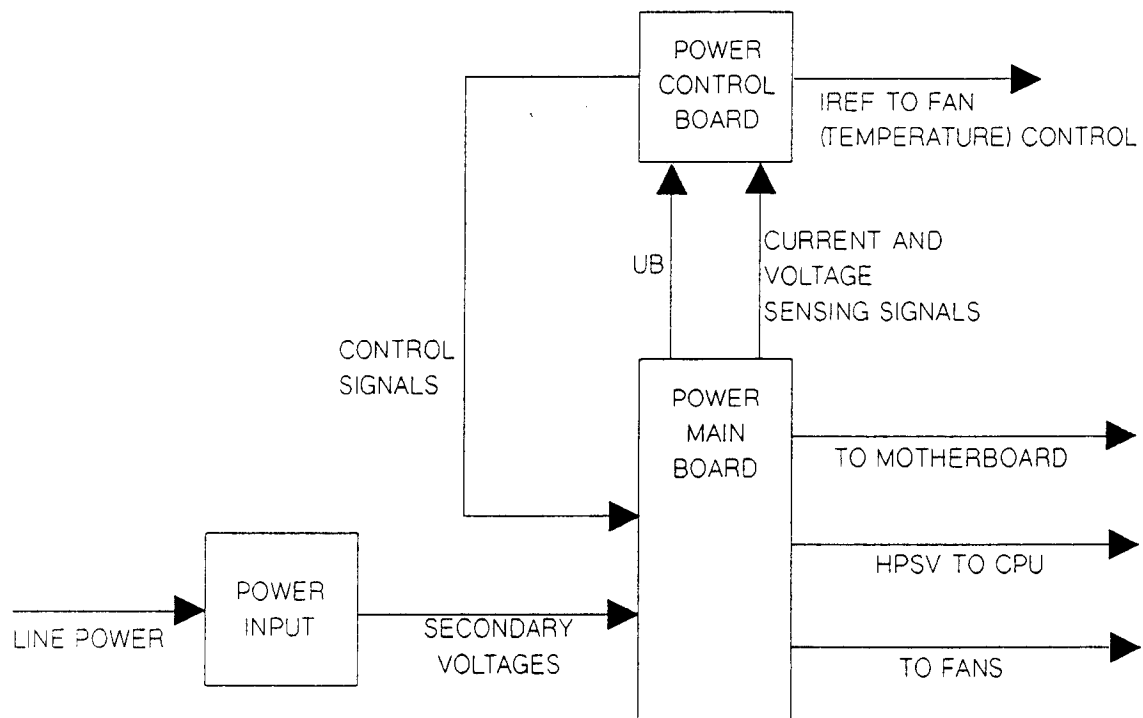 POWER
CONTROL
BOARD
IREF TO FAN
(TEMPERATURE) CONTROL
UB
CURRENT AND
VOLTAGE
SENSING SIGNALS
CONTROL
SIGNALS
POWER
MAIN
BOARD
TO MOTHERBOARD
HPSV TO CPU
POWER
INPUT
LINE POWER
SECONDARY
VOLTAGES
TO FANS